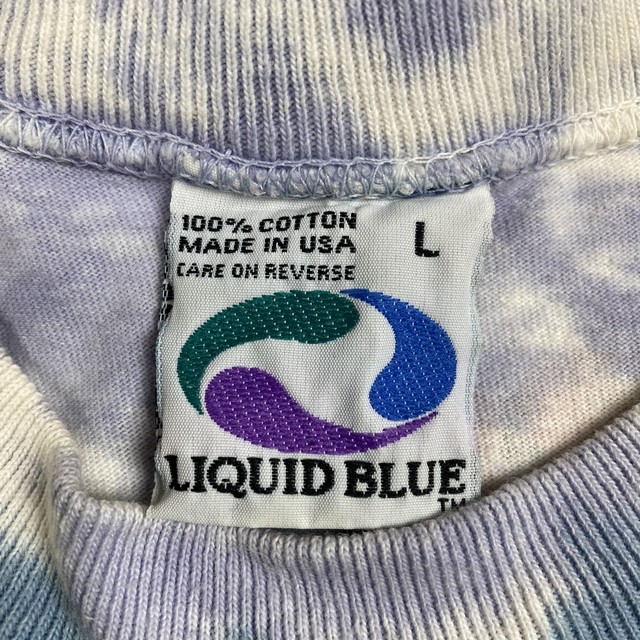 100% COTTON
MADE IN USA
L
CARE ON REVERSE
LIQUID BLUE
TM